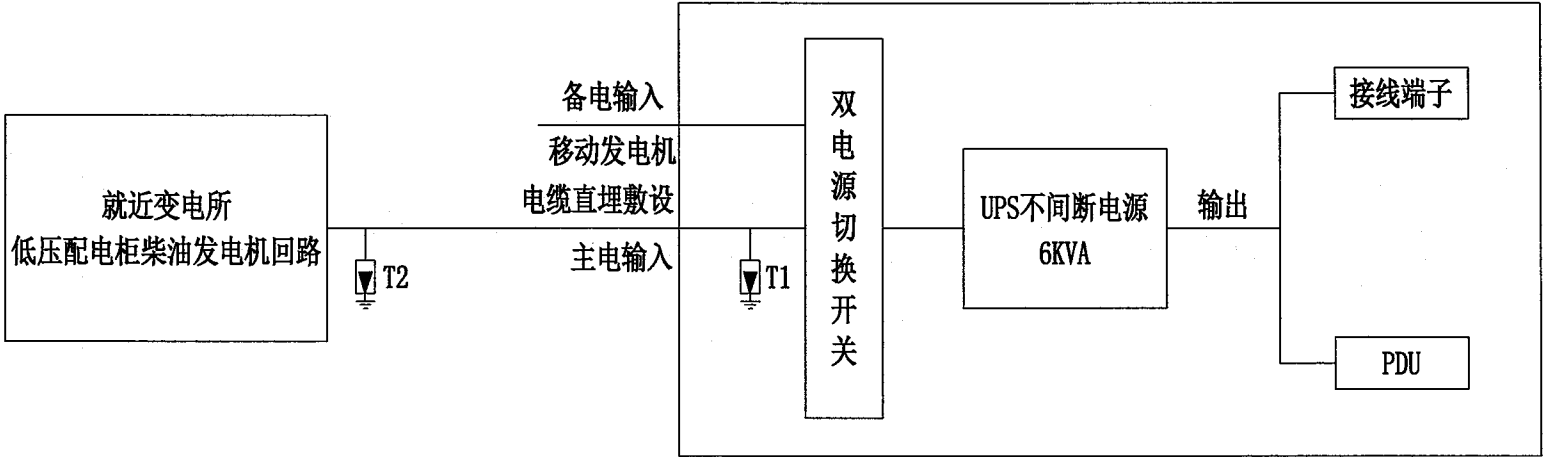 就近变电所
低压配电柜柴油发电机回路
T2
备电输入
移动发电机
电缆直埋敷设
主电输入
T1
双电源切换开关
UPS不间断电源
6KVA
输出
接线端子
PDU